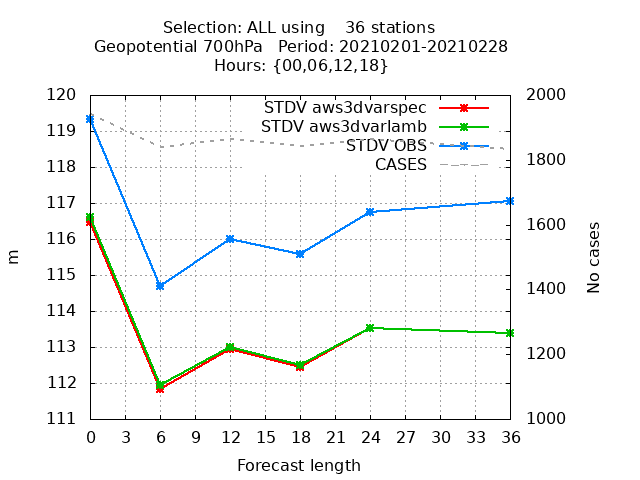 Selection: ALL using    36 stations
Geopotential 700hPa   Period: 20210201-20210228
Hours: {00,06,12,18}
STDV aws3dvarspec
STDV aws3dvarlamb
STDV OBS
CASES
120
119
118
117
116
115
114
113
112
111
m
2000
1800
1600
1400
1200
1000
No cases
0 3 6 9 12 15 18 21 24 27 30 33 36
Forecast length